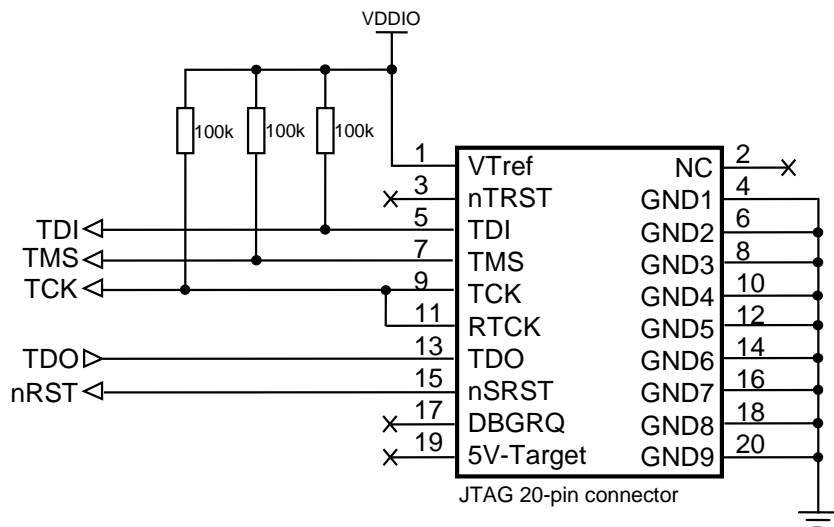 VDDIO
100k 100k 100k
1 VTref NC 2
3 nTRST GND1 4
TDI 5 TDI GND2 6
TMS 7 TMS GND3 8
TCK 9 TCK GND4 10
11 RTCK GND5 12
TDO 13 TDO GND6 14
nRST 15 nSRST GND7 16
17 DBGRQ GND8 18
19 5V-Target GND9 20
JTAG 20-pin connector